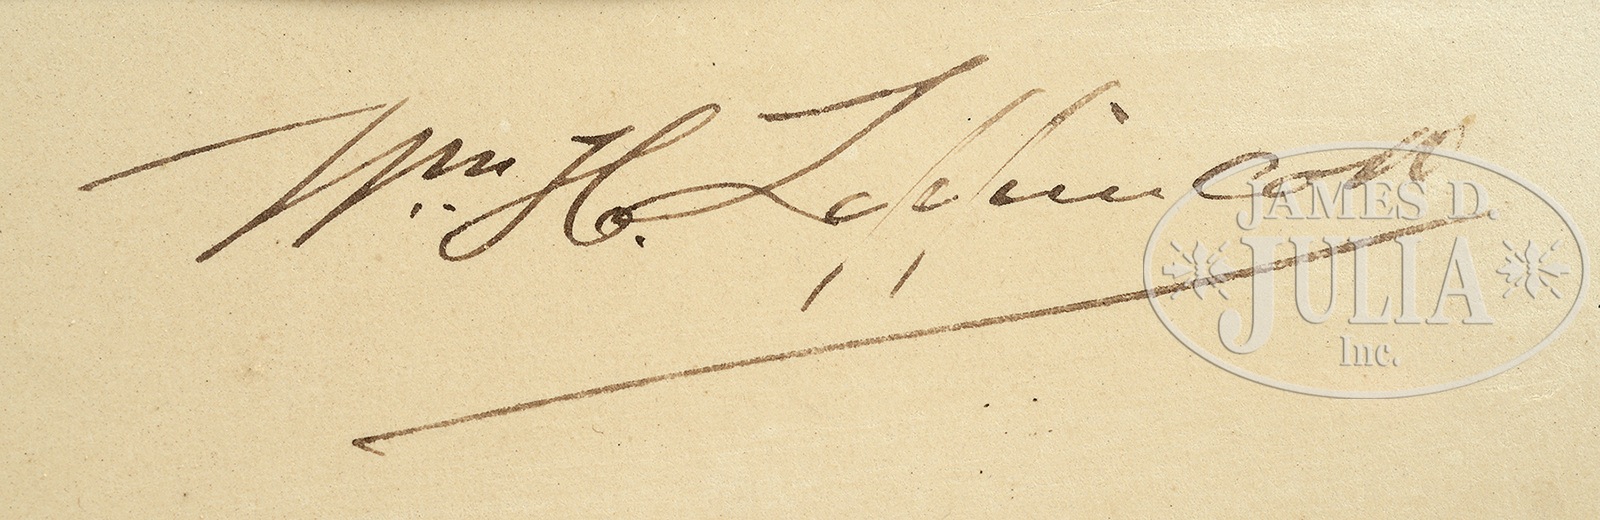 Wm. H. Lippincott
JAMES D.
JULIA
Inc.